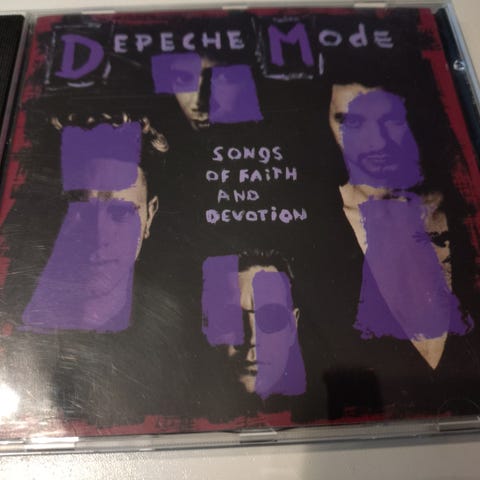 DEPECHE MODE
SONGS
OF FAITH
AND
DEVOTION